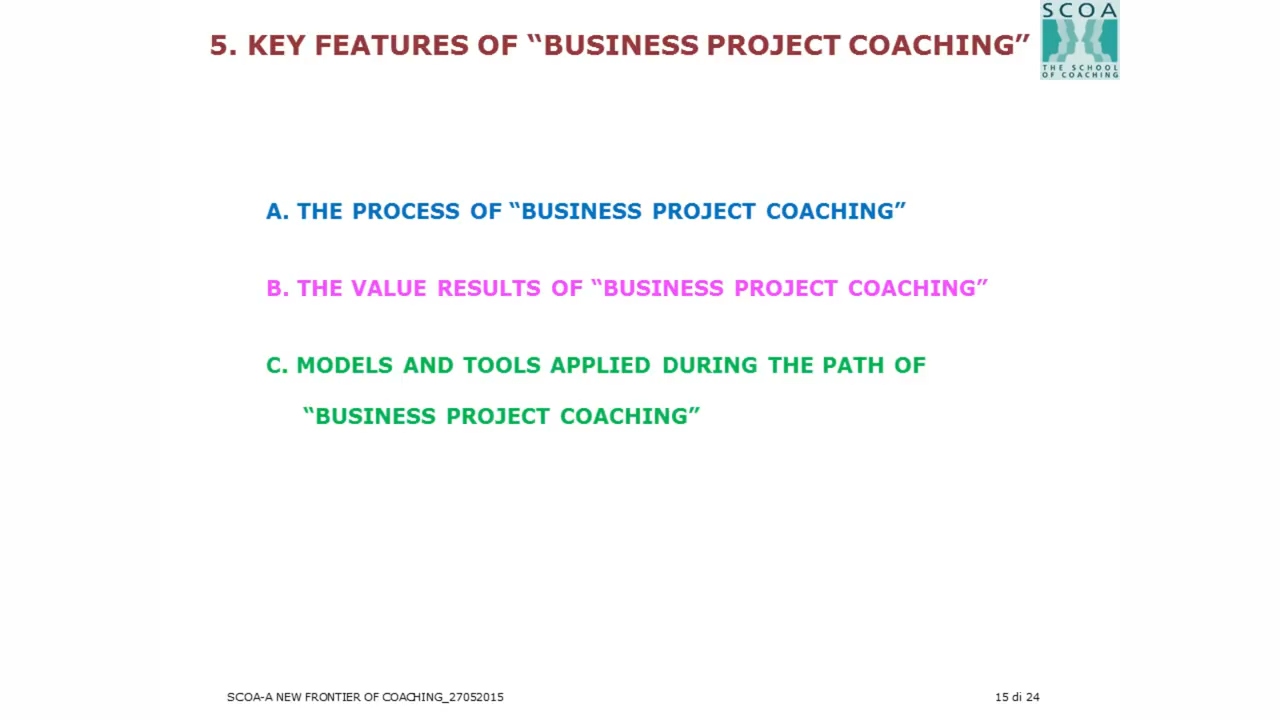 5. KEY FEATURES OF “BUSINESS PROJECT COACHING”
SCOA
THE SCHOOL
OF COACHING
A. THE PROCESS OF “BUSINESS PROJECT COACHING”
B. THE VALUE RESULTS OF “BUSINESS PROJECT COACHING”
C. MODELS AND TOOLS APPLIED DURING THE PATH OF
“BUSINESS PROJECT COACHING”
SCOA-A NEW FRONTIER OF COACHING_27052015
15 di 24